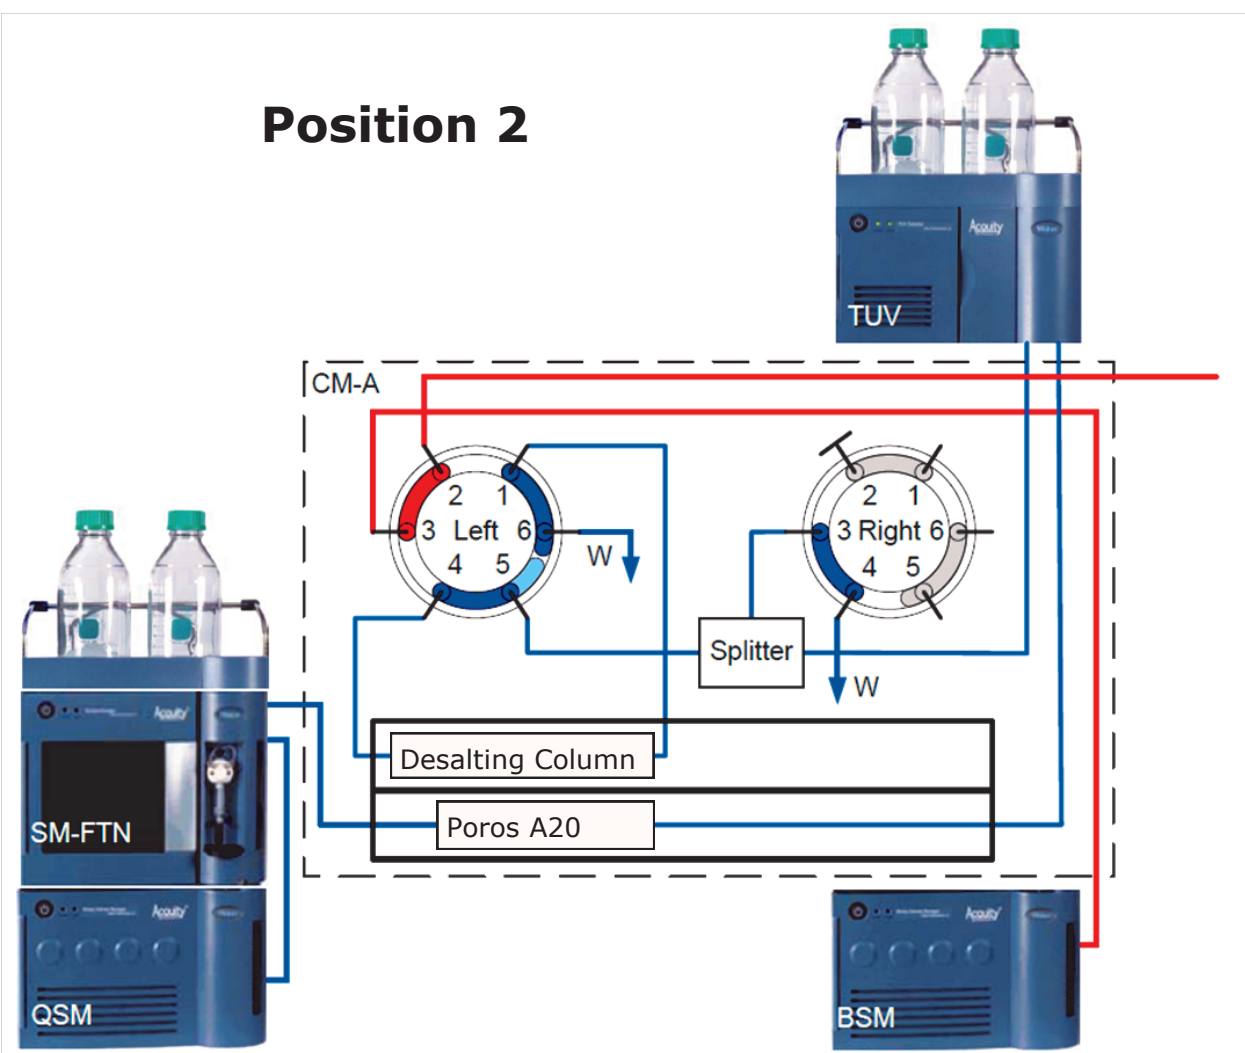 Position 2
Acquity
Waters
TUV
CM-A
2 1
3 Left 6
4 5
W
2 1
3 Right 6
4 5
Splitter
W
Acquity
Desalting Column
SM-FTN
Poros A20
Acquity
QSM
Acquity
BSM